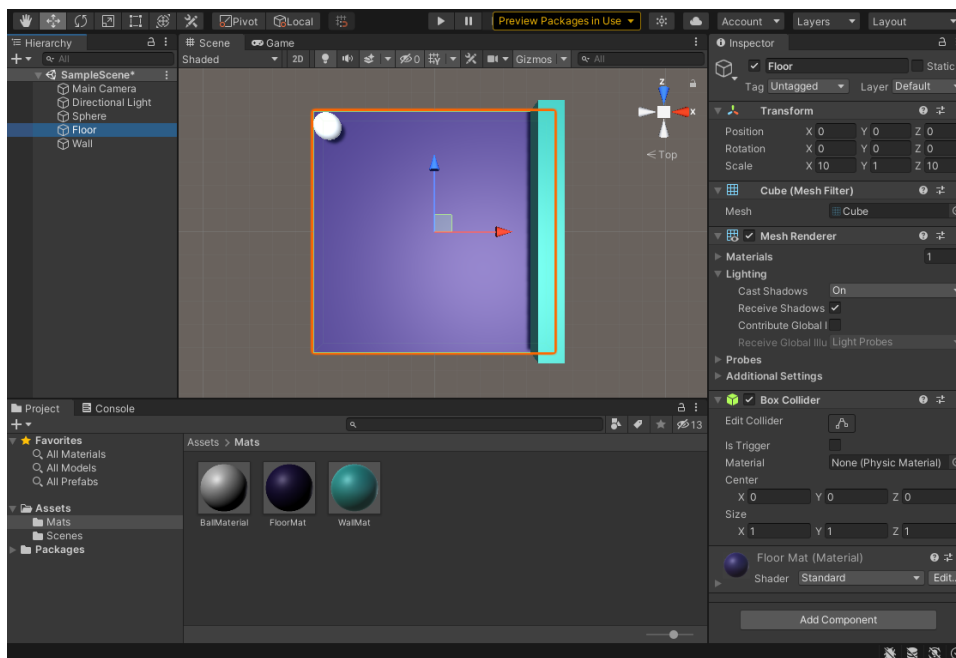 Pivot Local Preview Packages in Use Account Layers Layout
Hierarchy
All
SampleScene*
Main Camera
Directional Light
Sphere
Floor
Wall
Scene Game
Shaded 2D 0 Gizmos All
z
x
Top
Inspector
Floor Static
Tag Untagged Layer Default
Transform
Position X 0 Y 0 Z 0
Rotation X 0 Y 0 Z 0
Scale X 10 Y 1 Z 10
Cube (Mesh Filter)
Mesh Cube
Mesh Renderer
Materials 1
Lighting
Cast Shadows On
Receive Shadows
Contribute Global I
Receive Global Illu Light Probes
Probes
Additional Settings
Box Collider
Edit Collider
Is Trigger
Material None (Physic Material)
Center
X 0 Y 0 Z 0
Size
X 1 Y 1 Z 1
Floor Mat (Material)
Shader Standard Edit..
Add Component
Project Console
13
Favorites
All Materials
All Models
All Prefabs
Assets
Mats
Scenes
Packages
Assets > Mats
BallMaterial FloorMat WallMat